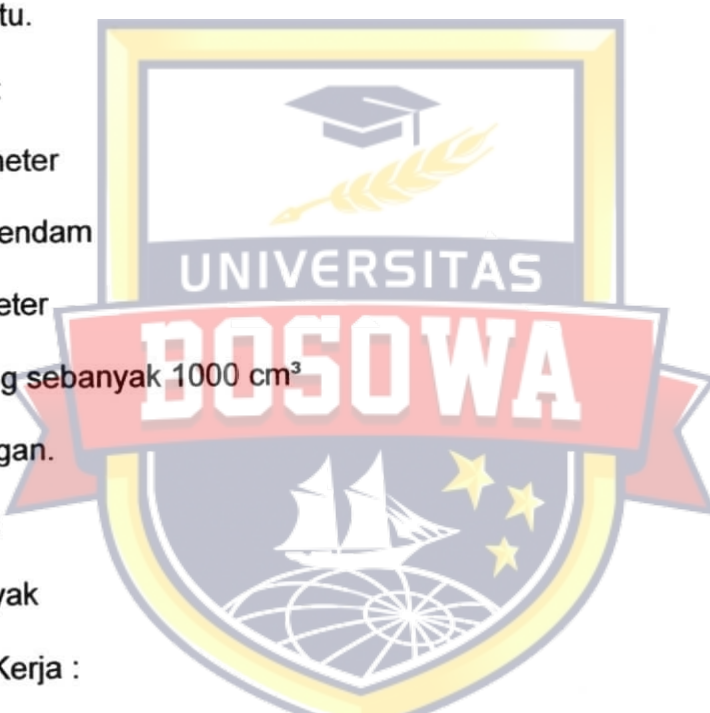 tu.
:
neter
endam
UNIVERSITAS
eter
BOSOWA
g sebanyak 1000 cm³
gan.
yak
Kerja :